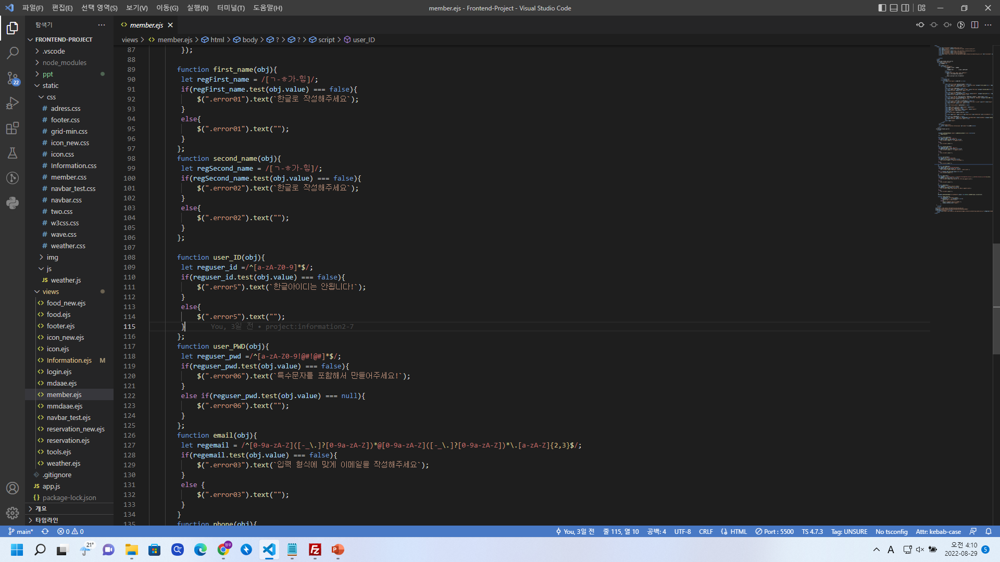 파일(F) 편집(E) 선택 영역(S) 보기(V) 이동(G) 실행(R) 터미널(T) 도움말(H) member.ejs - Frontend-Project - Visual Studio Code
탐색기 ···
member.ejs
FRONTEND-PROJECT
views > member.ejs > html > body > ? > ? > script > user_ID
.vscode
node_modules
ppt
static
css
adress.css
footer.css
grid-min.css
icon_new.css
icon.css
Information.css
member.css
navbar_test.css
navbar.css
two.css
w3css.css
wave.css
weather.css
img
js
JS weather.js
views
food_new.ejs
food.ejs
footer.ejs
icon_new.ejs
icon.ejs
Information.ejs M
login.ejs
mdaae.ejs
member.ejs
mmdaae.ejs
navbar_test.ejs
reservation_new.ejs
reservation.ejs
tools.ejs
weather.ejs
.gitignore
JS app.js
{} package-lock.json
개요
타임라인
22
87 });
88
89 function first_name(obj){
90 let regFirst_name = /[ㄱ-ㅎ가-힣]/;
91 if(regFirst_name.test(obj.value) === false){
92 $(".error01").text(`한글로 작성해주세요`);
93 }
94 else{
95 $(".error01").text("");
96 }
97 };
98 function second_name(obj){
99 let regSecond_name = /[ㄱ-ㅎ가-힣]/;
100 if(regSecond_name.test(obj.value) === false){
101 $(".error02").text(`한글로 작성해주세요`);
102 }
103 else{
104 $(".error02").text("");
105 }
106 };
107
108 function user_ID(obj){
109 let reguser_id =/^[a-zA-Z0-9]*$/;
110 if(reguser_id.test(obj.value) === false){
111 $(".error5").text(`한글아이디는 안됩니다!`);
112 }
113 else{
114 $(".error5").text("");
115 } You, 3일 전 • project:information2-7
116 };
117 function user_PWD(obj){
118 let reguser_pwd =/^[a-zA-Z0-9!@#!@#]*$/;
119 if(reguser_pwd.test(obj.value) === false){
120 $(".error06").text(`특수문자를 포함해서 만들어주세요!`);
121 }
122 else if(reguser_pwd.test(obj.value) === null){
123 $(".error06").text("");
124 }
125 };
126 function email(obj){
127 let regemail = /^[0-9a-zA-Z]([-_\.]?[0-9a-zA-Z])*@[0-9a-zA-Z]([-_\.]?[0-9a-zA-Z])*\.[a-zA-Z]{2,3}$/;
128 if(regemail.test(obj.value) === false){
129 $(".error03").text(`입력 형식에 맞게 이메일을 작성해주세요`);
130 }
131 else {
132 $(".error03").text("");
133 }
134 }
135 function phone(obj){
main* 0 0 You, 3일 전 줄 115, 열 10 공백: 4 UTF-8 CRLF HTML Port : 5500 TS 4.7.3 Tag: UNSURE No tsconfig Attr: kebab-case
21° A 오전 4:10
2022-08-29 5